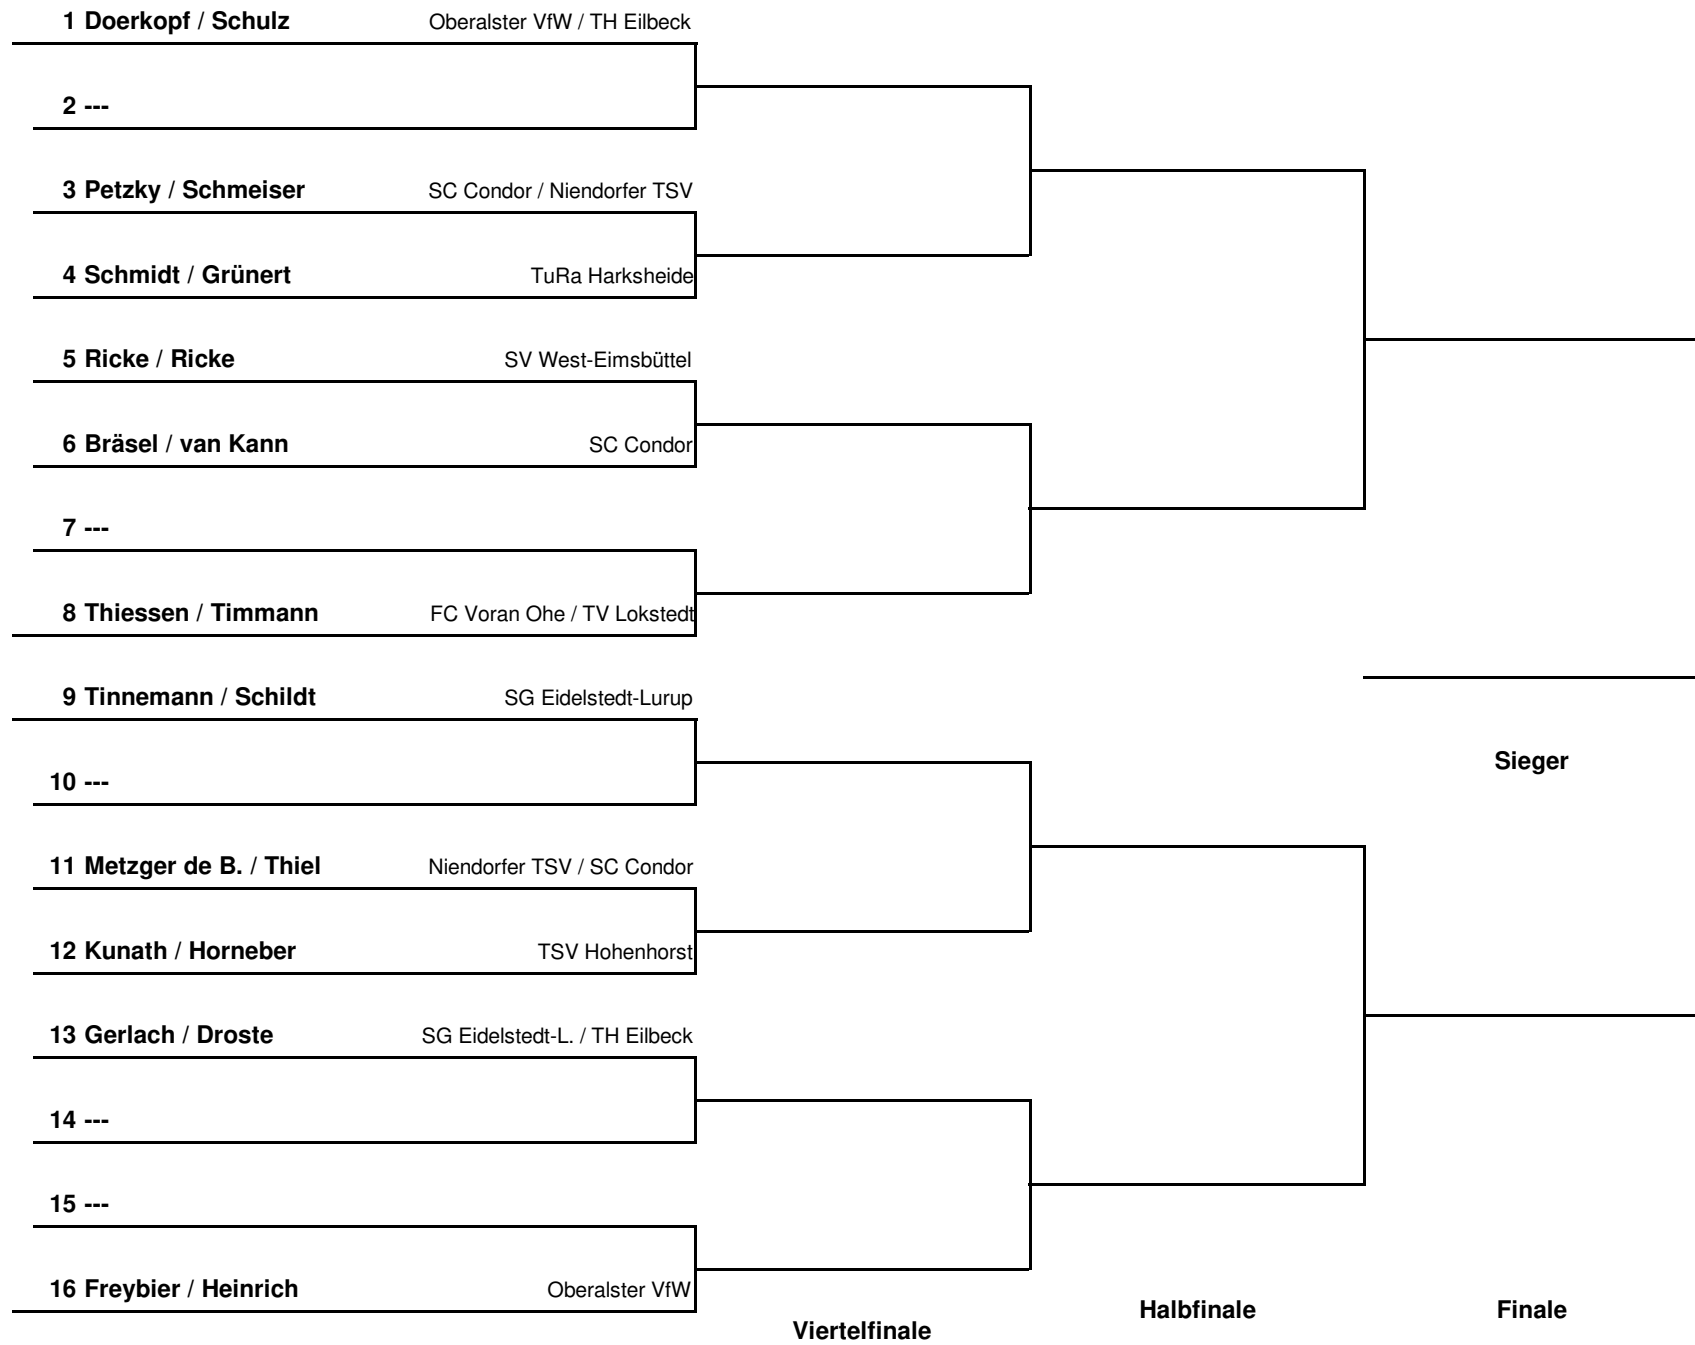 1 Doerkopf / Schulz Oberalster VfW / TH Eilbeck
2 ---
3 Petzky / Schmeiser SC Condor / Niendorfer TSV
4 Schmidt / Grünert TuRa Harksheide
5 Ricke / Ricke SV West-Eimsbüttel
6 Bräsel / van Kann SC Condor
7 ---
8 Thiessen / Timmann FC Voran Ohe / TV Lokstedt
9 Tinnemann / Schildt SG Eidelstedt-Lurup
Sieger
10 ---
11 Metzger de B. / Thiel Niendorfer TSV / SC Condor
12 Kunath / Horneber TSV Hohenhorst
13 Gerlach / Droste SG Eidelstedt-L. / TH Eilbeck
14 ---
15 ---
16 Freybier / Heinrich Oberalster VfW
Viertelfinale
Halbfinale
Finale